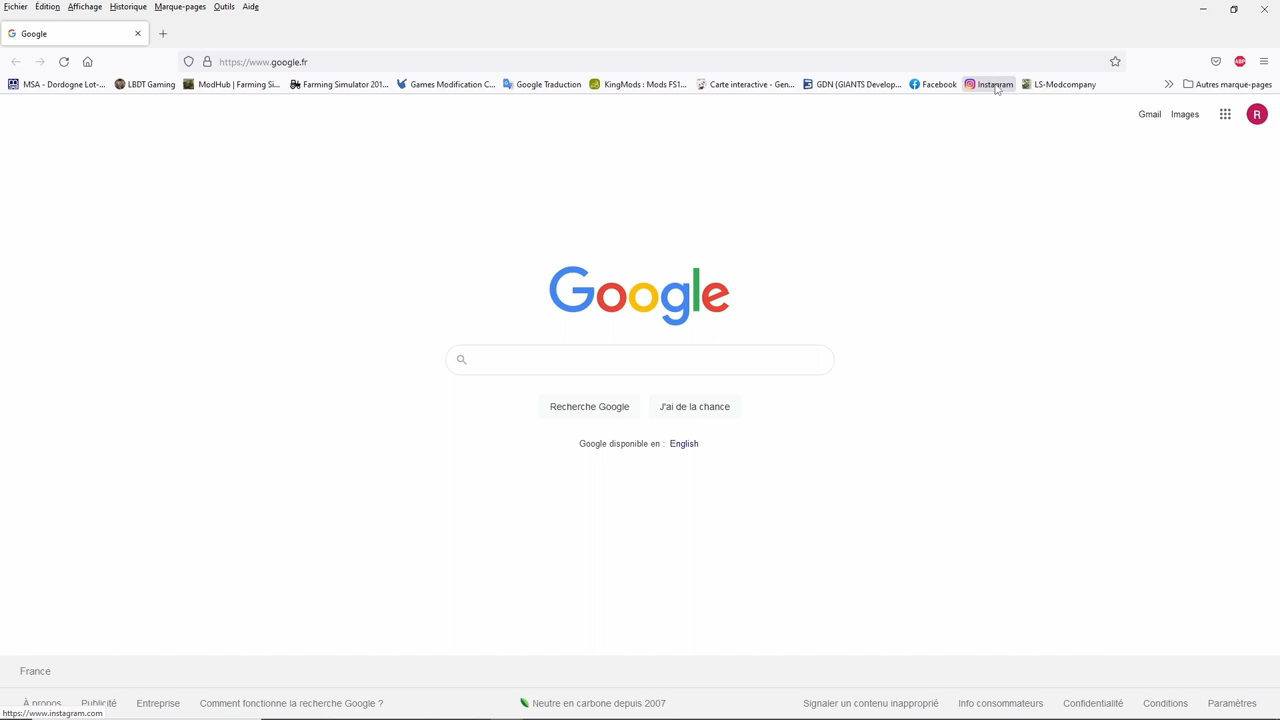 Fichier Édition Affichage Historique Marque-pages Outils Aide
Google
https://www.google.fr
MSA - Dordogne Lot-... LBDT Gaming ModHub | Farming Si... Farming Simulator 201... Games Modification C... Google Traduction KingMods : Mods FS1... Carte interactive - Gen... GDN (GIANTS Develop... Facebook Instagram LS-Modcompany Autres marque-pages
Gmail Images R
Google
Recherche Google J'ai de la chance
Google disponible en : English
France
À propos Publicité Entreprise Comment fonctionne la recherche Google ? Neutre en carbone depuis 2007 Signaler un contenu inapproprié Info consommateurs Confidentialité Conditions Paramètres
https://www.instagram.com